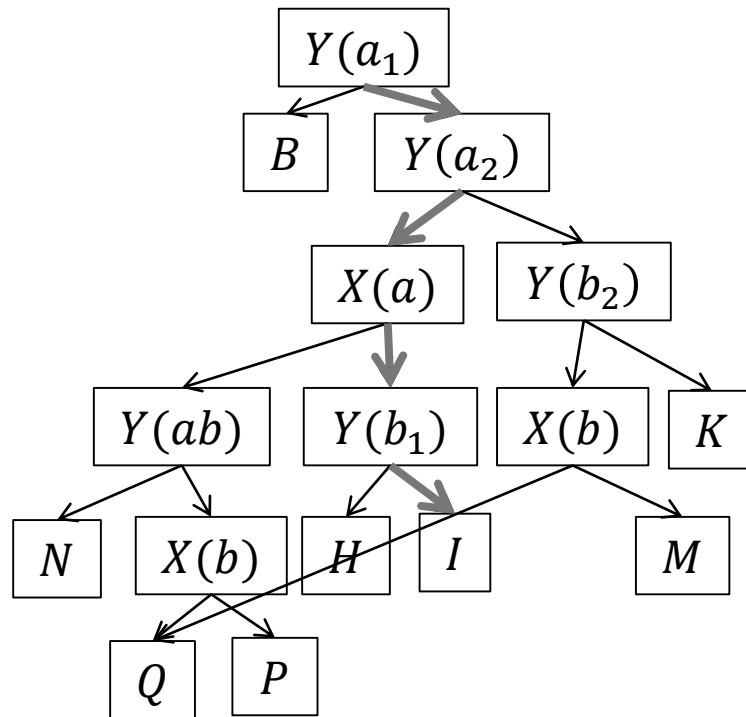 Y(a₁)
B
Y(a₂)
X(a)
Y(b₂)
Y(ab)
Y(b₁)
X(b)
K
N
X(b)
H
I
M
Q
P